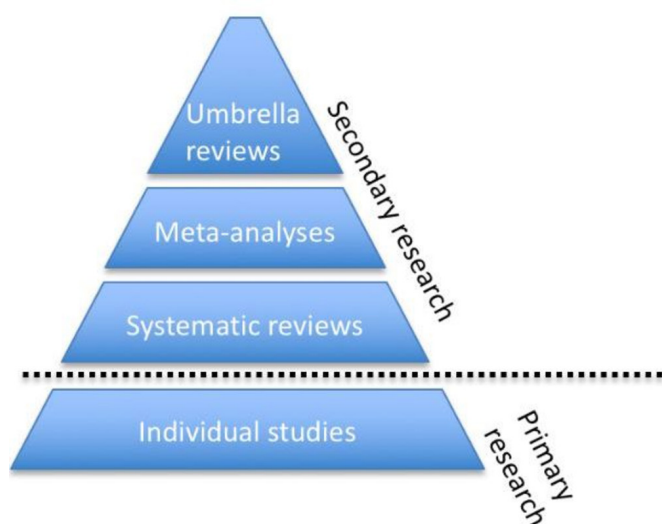 Umbrella
reviews
Secondary research
Meta-analyses
Systematic reviews
Individual studies
Primary
research